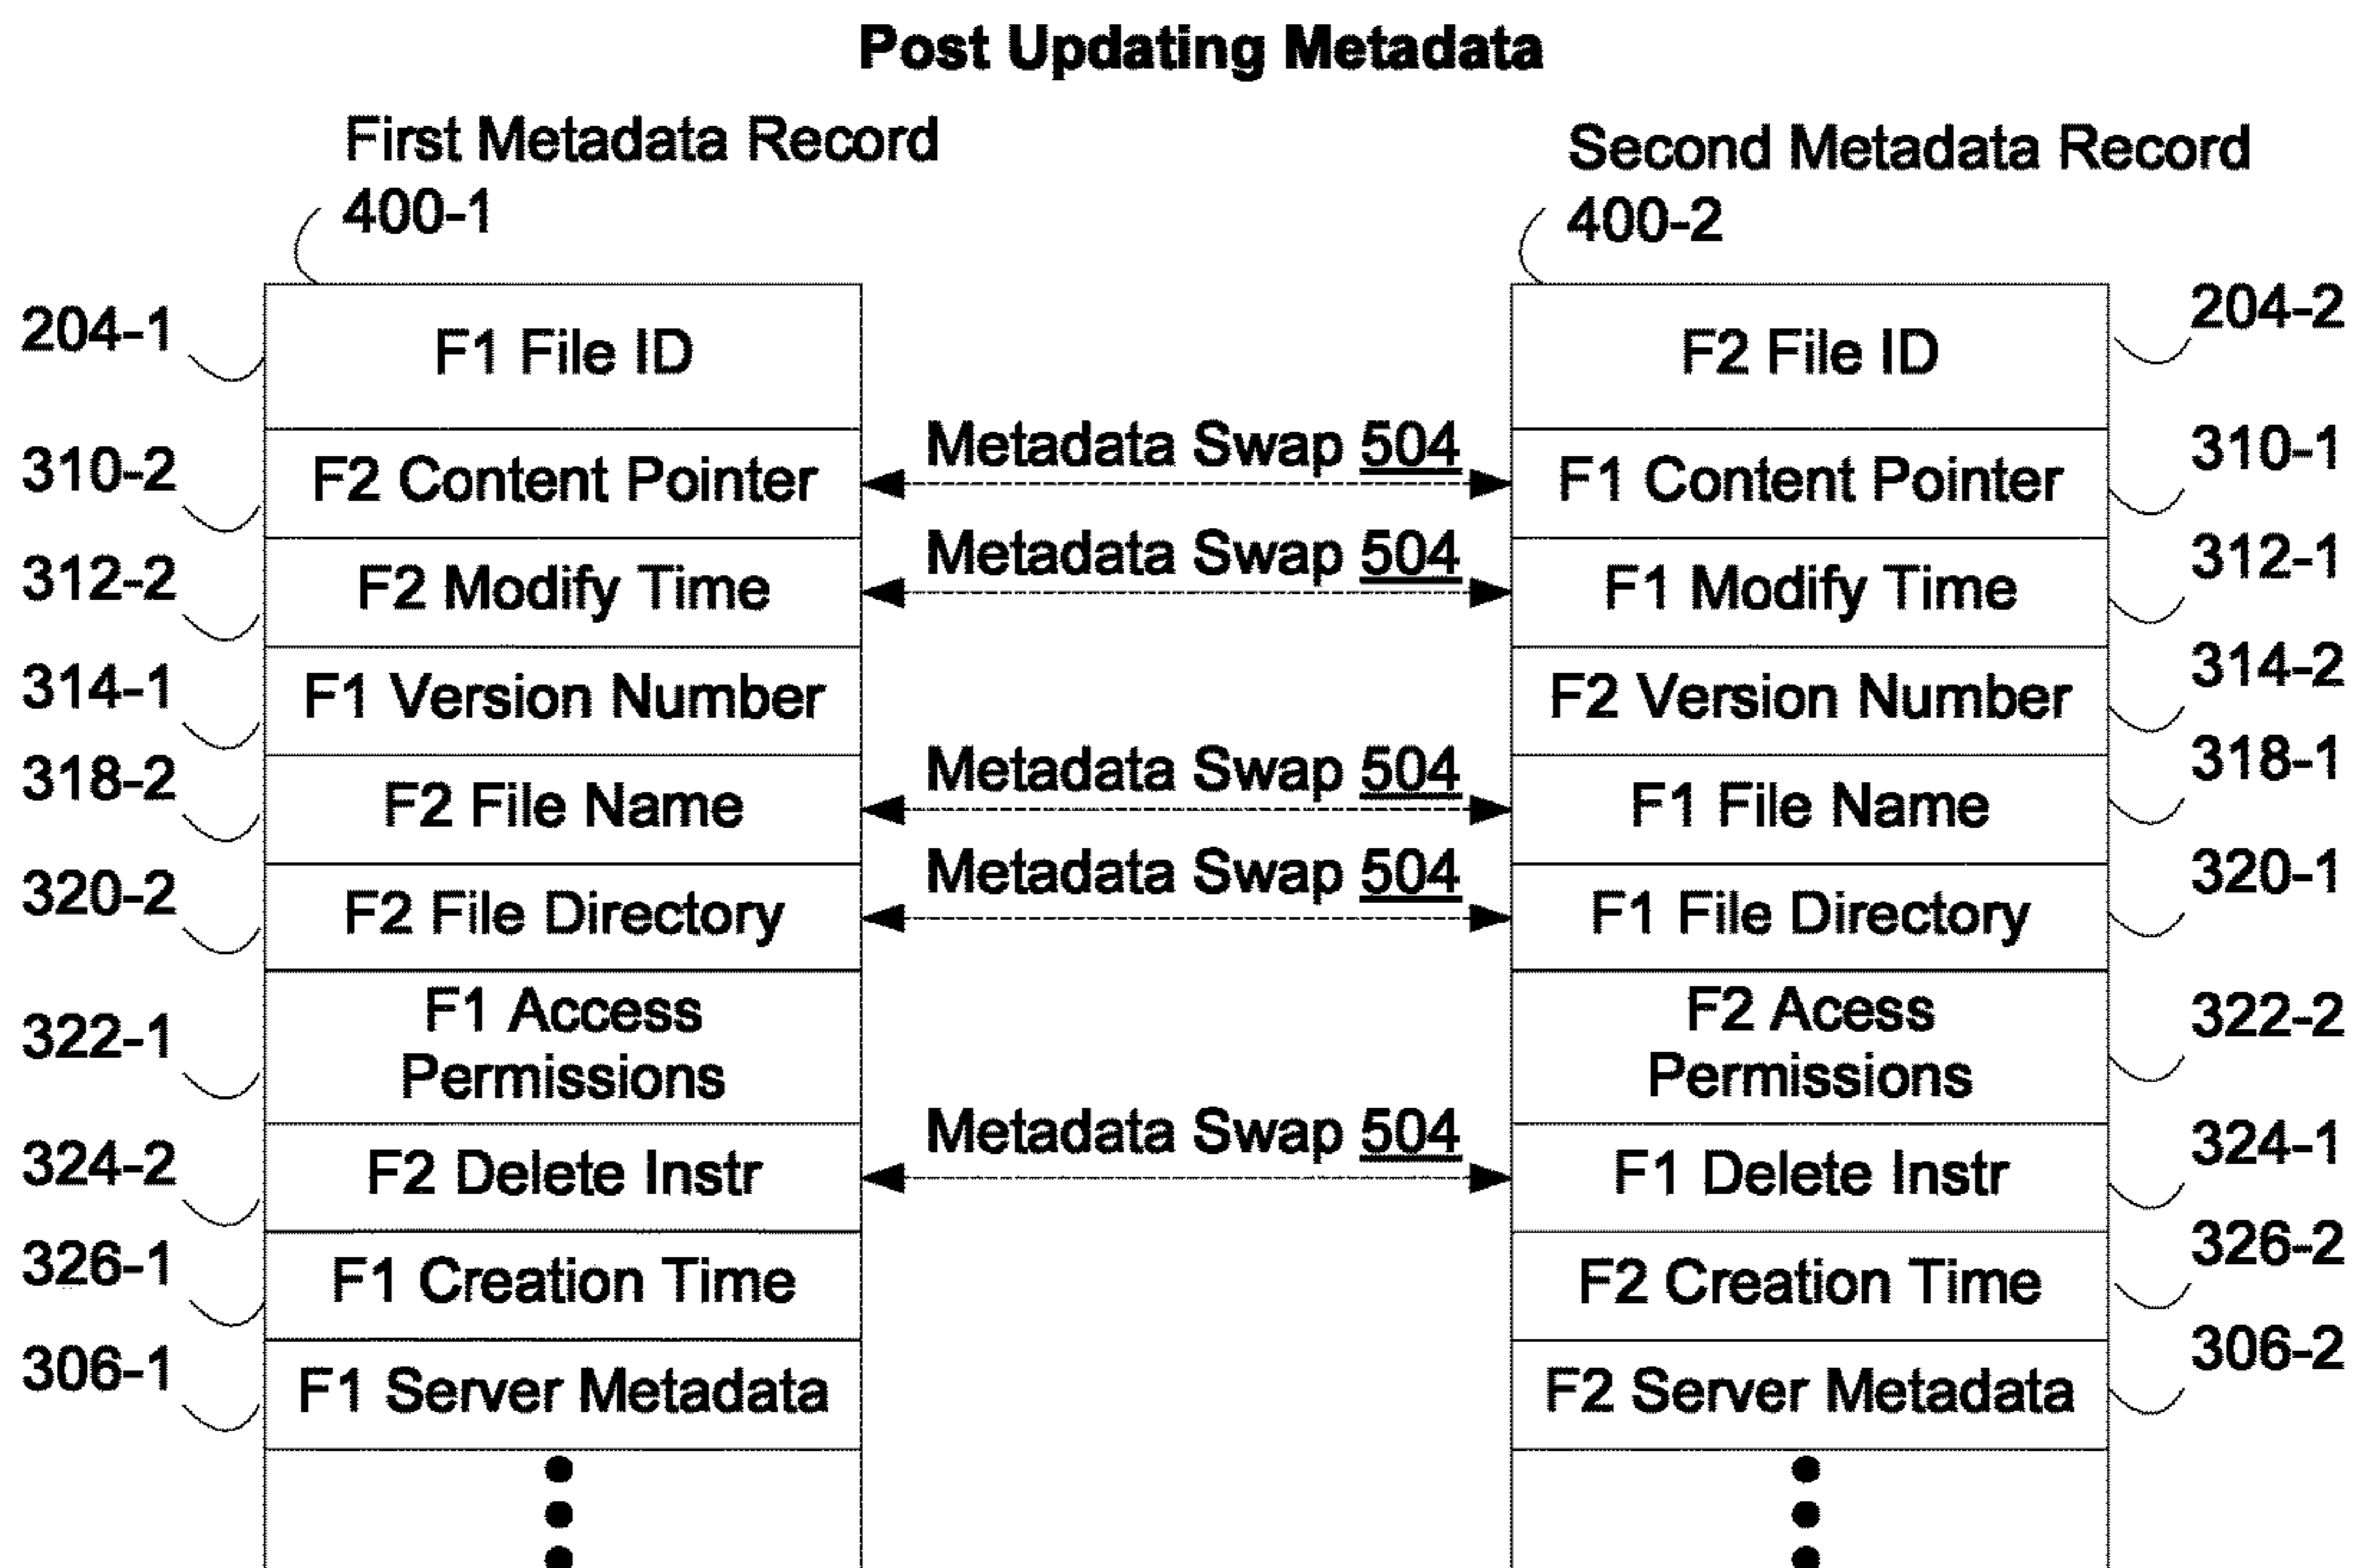 Post Updating Metadata
First Metadata Record
400-1
Second Metadata Record
400-2
204-1
F1 File ID
F2 File ID
204-2
310-2
F2 Content Pointer
Metadata Swap 504
F1 Content Pointer
310-1
312-2
F2 Modify Time
Metadata Swap 504
F1 Modify Time
312-1
314-1
F1 Version Number
F2 Version Number
314-2
318-2
F2 File Name
Metadata Swap 504
F1 File Name
318-1
320-2
F2 File Directory
Metadata Swap 504
F1 File Directory
320-1
322-1
F1 Access
Permissions
F2 Acess
Permissions
322-2
324-2
F2 Delete Instr
Metadata Swap 504
F1 Delete Instr
324-1
326-1
F1 Creation Time
F2 Creation Time
326-2
306-1
F1 Server Metadata
F2 Server Metadata
306-2